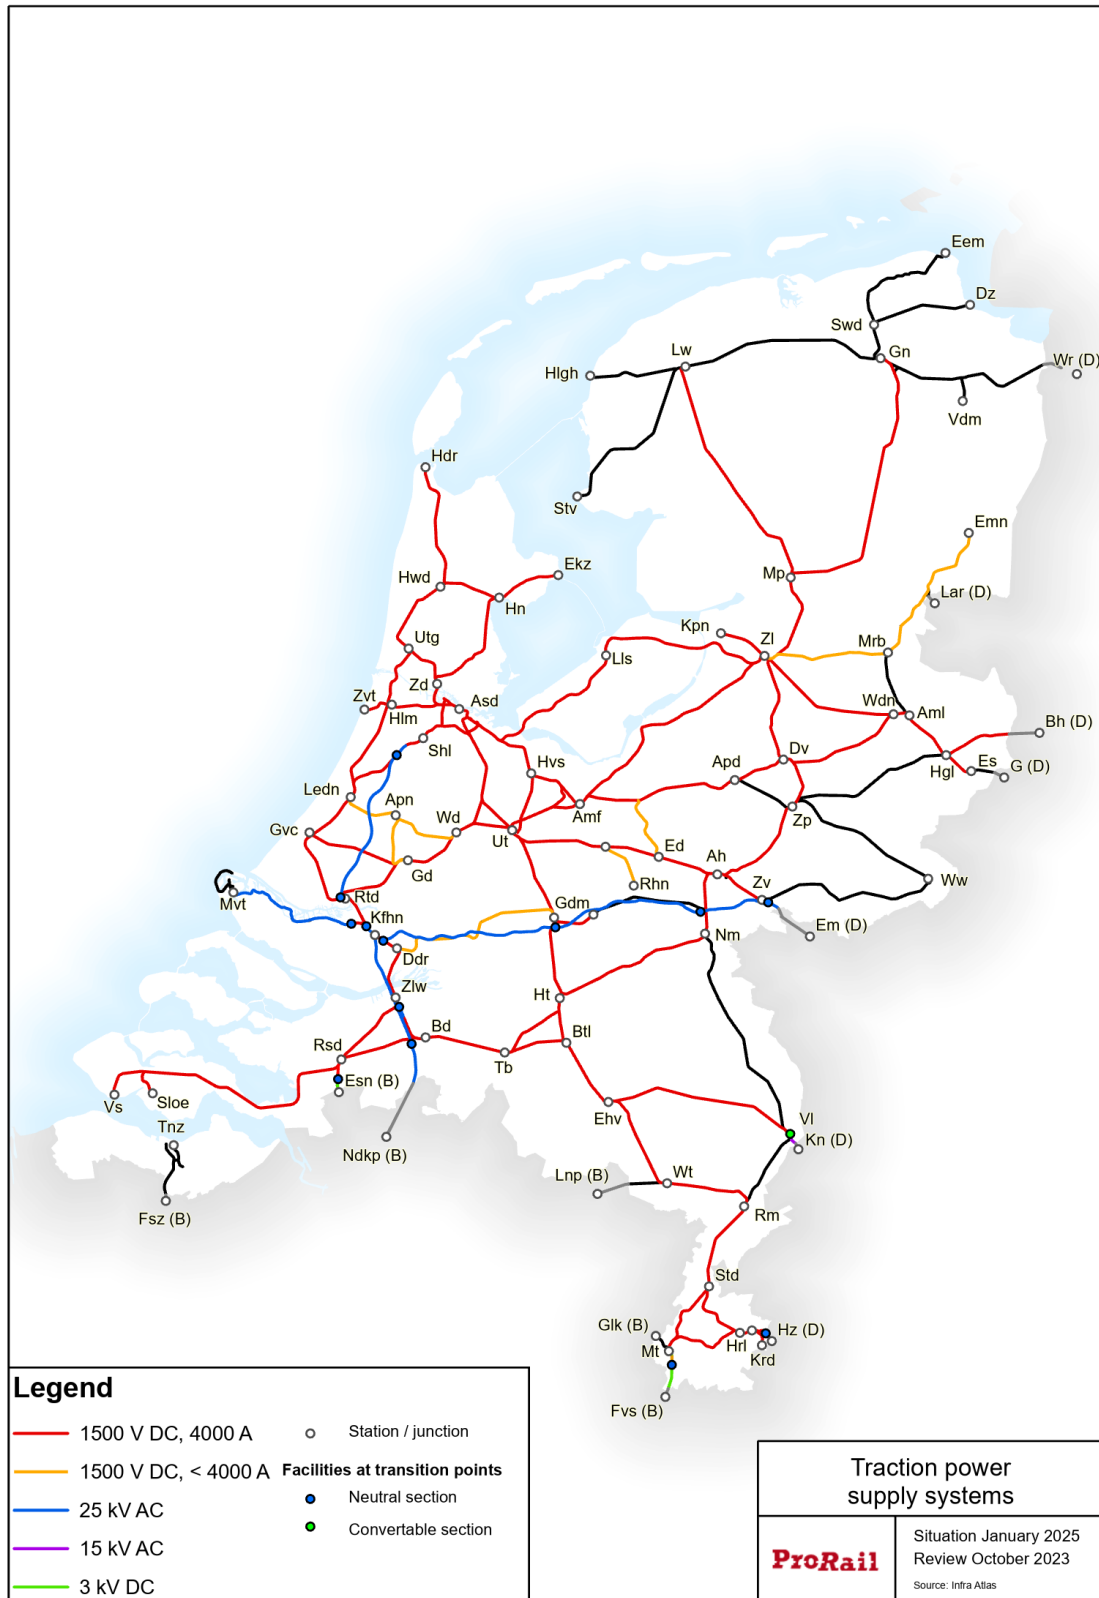 Eem
Dz
Swd
Gn
Lw
Wr (D)
Hlgh
Vdm
Hdr
Stv
Emn
Ekz
Mp
Hwd
Lar (D)
Hn
Kpn
Utg
Zl
Mrb
Lls
Zd
Zvt
Asd
Wdn
Hlm
Aml
Bh (D)
Shl
Dv
Hvs
Apd
Hgl
Es
G (D)
Ledn
Apn
Wd
Amf
Zp
Gvc
Ut
Ed
Gd
Ah
Rhn
Zv
Ww
Mvt
Rtd
Kfhn
Gdm
Em (D)
Nm
Ddr
Zlw
Ht
Bd
Btl
Rsd
Tb
Esn (B)
Vs
Sloe
Ehv
Vl
Tnz
Kn (D)
Ndkp (B)
Lnp (B)
Wt
Fsz (B)
Rm
Std
Glk (B)
Hz (D)
Mt
Hrl
Krd
Fvs (B)
Legend
1500 V DC, 4000 A
1500 V DC, < 4000 A
25 kV AC
15 kV AC
3 kV DC
Station / junction
Facilities at transition points
Neutral section
Convertable section
Traction power
supply systems
ProRail
Situation January 2025
Review October 2023
Source: Infra Atlas